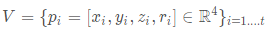 V = {p_i = [x_i, y_i, z_i, r_i] ∈ ℝ^4}_{i=1....t}